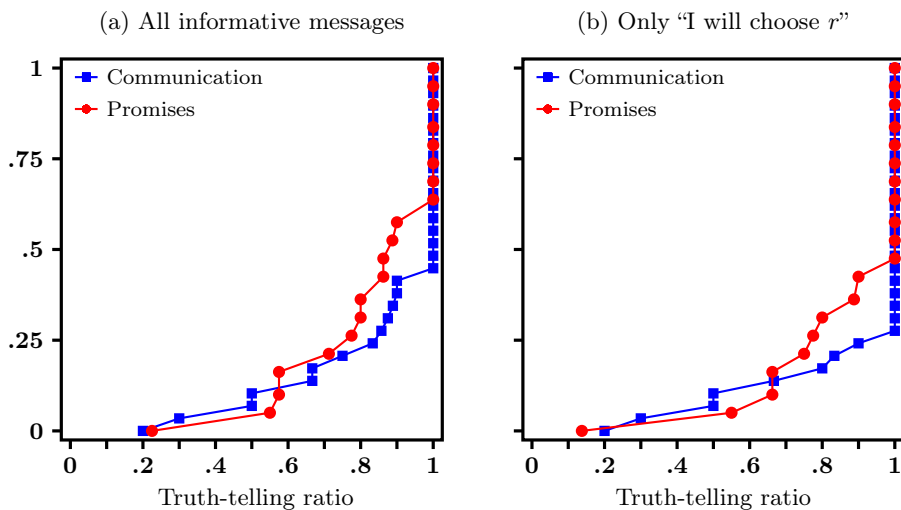 (a) All informative messages
Communication
Promises
1
.75
.5
.25
0
0 .2 .4 .6 .8 1
Truth-telling ratio
(b) Only “I will choose r”
Communication
Promises
0 .2 .4 .6 .8 1
Truth-telling ratio